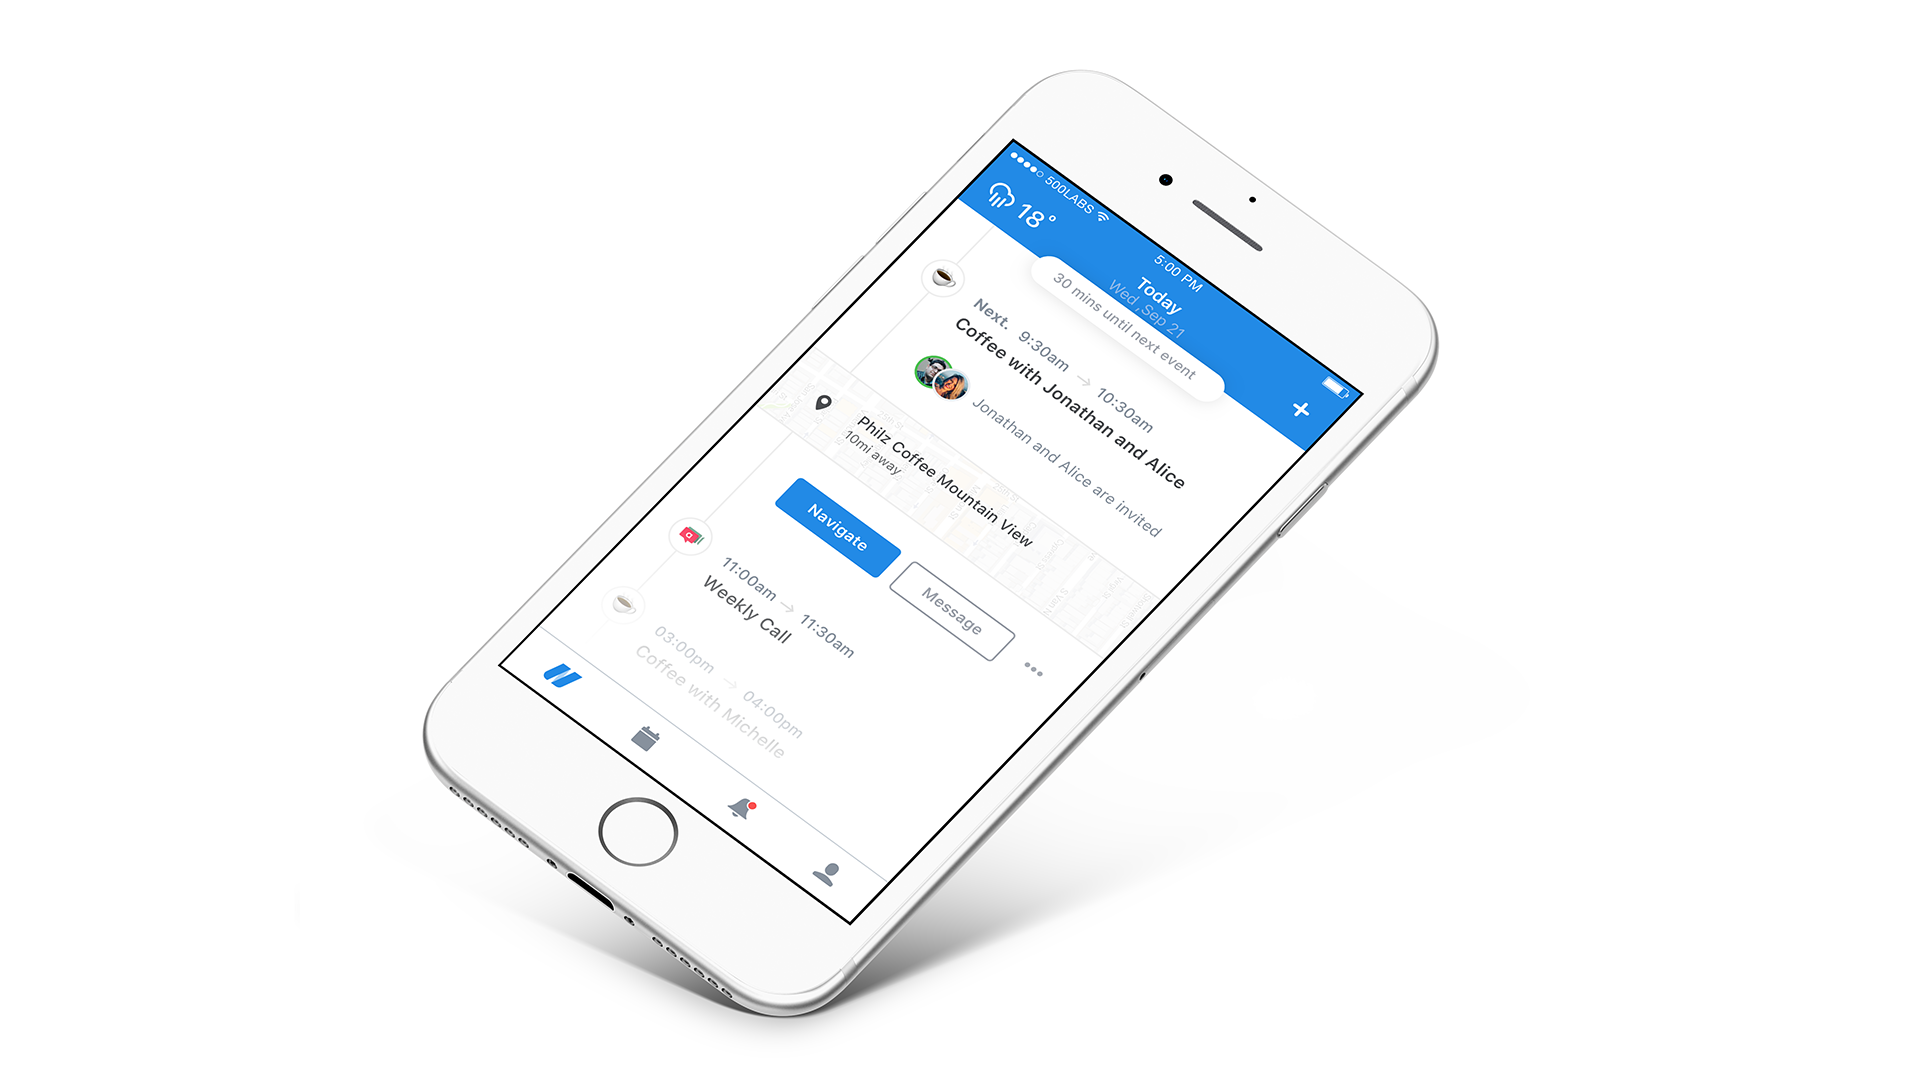 500LABS
5:00 PM
18°
Today
Wed ,Sep 21
30 mins until next event
Next. 9:30am → 10:30am
Coffee with Jonathan and Alice
Jonathan and Alice are invited
Philz Coffee Mountain View
10mi away
Navigate
Message
11:00am → 11:30am
Weekly Call
03:00pm → 04:00pm
Coffee with Michelle